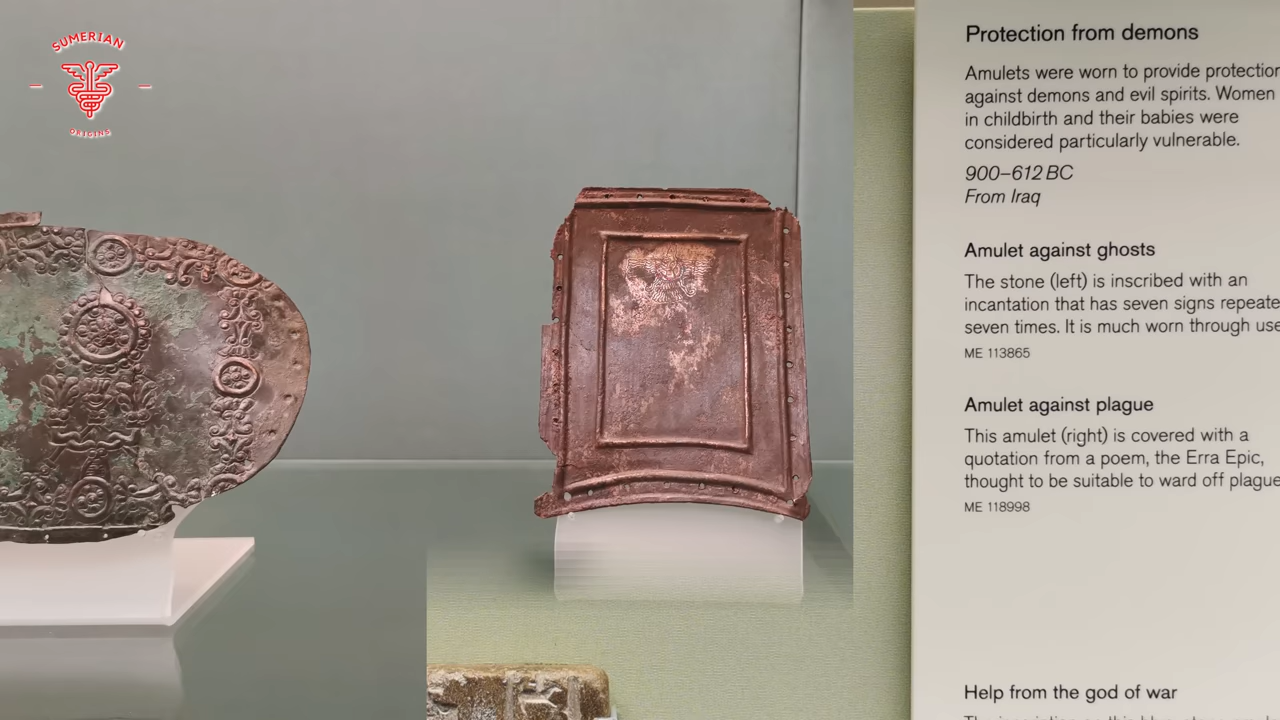 SUMERIAN
ORIGINS
Protection from demons
Amulets were worn to provide protection
against demons and evil spirits. Women
in childbirth and their babies were
considered particularly vulnerable.
900–612 BC
From Iraq
Amulet against ghosts
The stone (left) is inscribed with an
incantation that has seven signs repeate
seven times. It is much worn through use
ME 113865
Amulet against plague
This amulet (right) is covered with a
quotation from a poem, the Erra Epic,
thought to be suitable to ward off plague
ME 118998
Help from the god of war